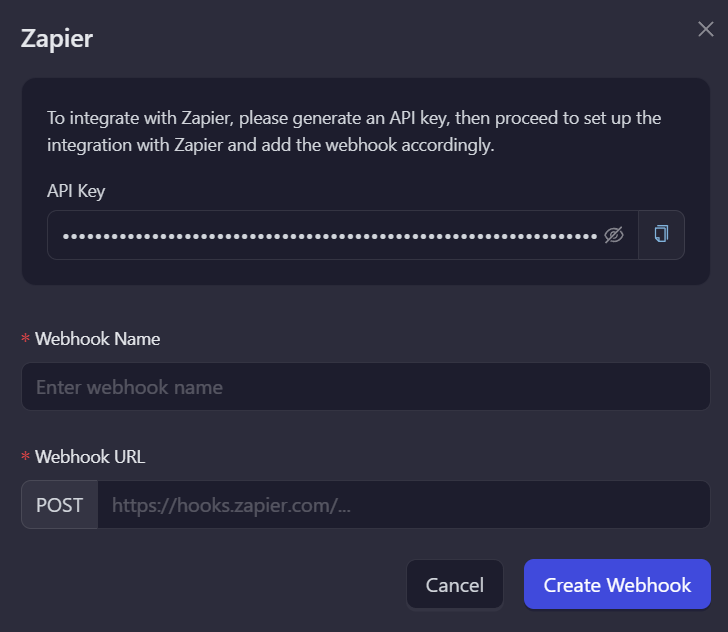 Zapier
To integrate with Zapier, please generate an API key, then proceed to set up the
integration with Zapier and add the webhook accordingly.
API Key
* Webhook Name
Enter webhook name
* Webhook URL
POST https://hooks.zapier.com/...
Cancel Create Webhook